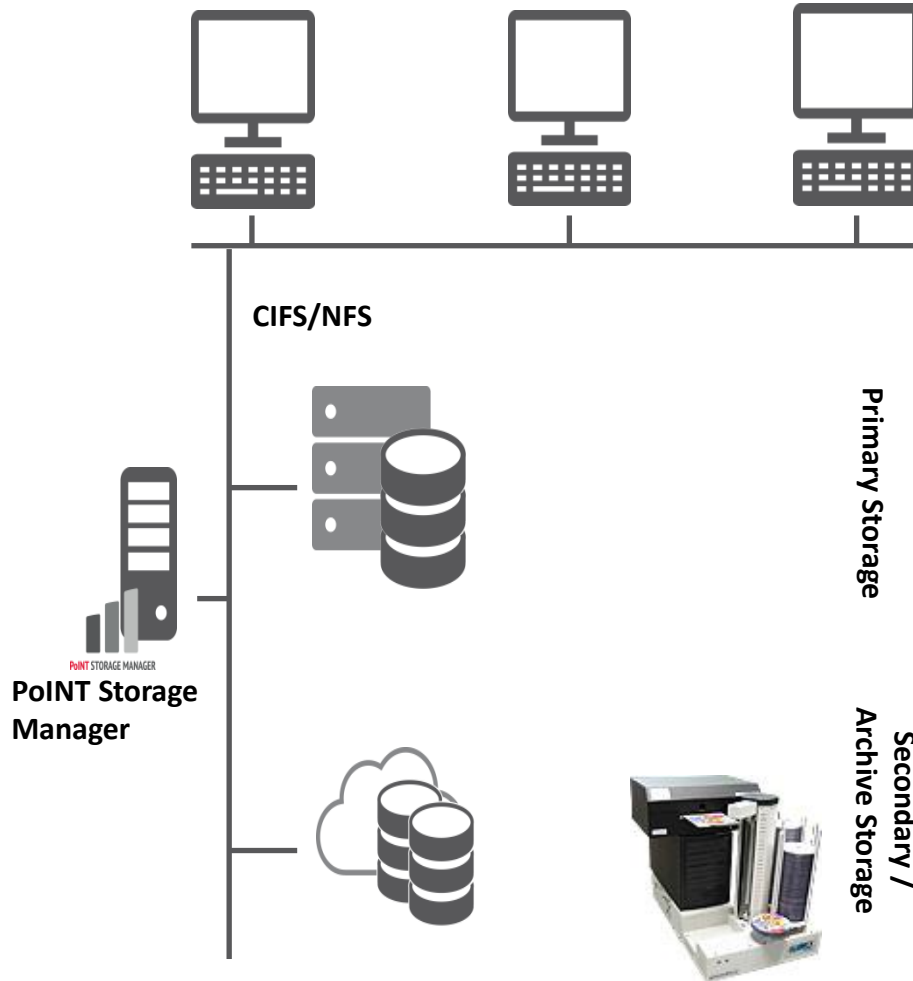 CIFS/NFS
Primary Storage
PoINT STORAGE MANAGER
PoINT Storage
Manager
Secondary /
Archive Storage